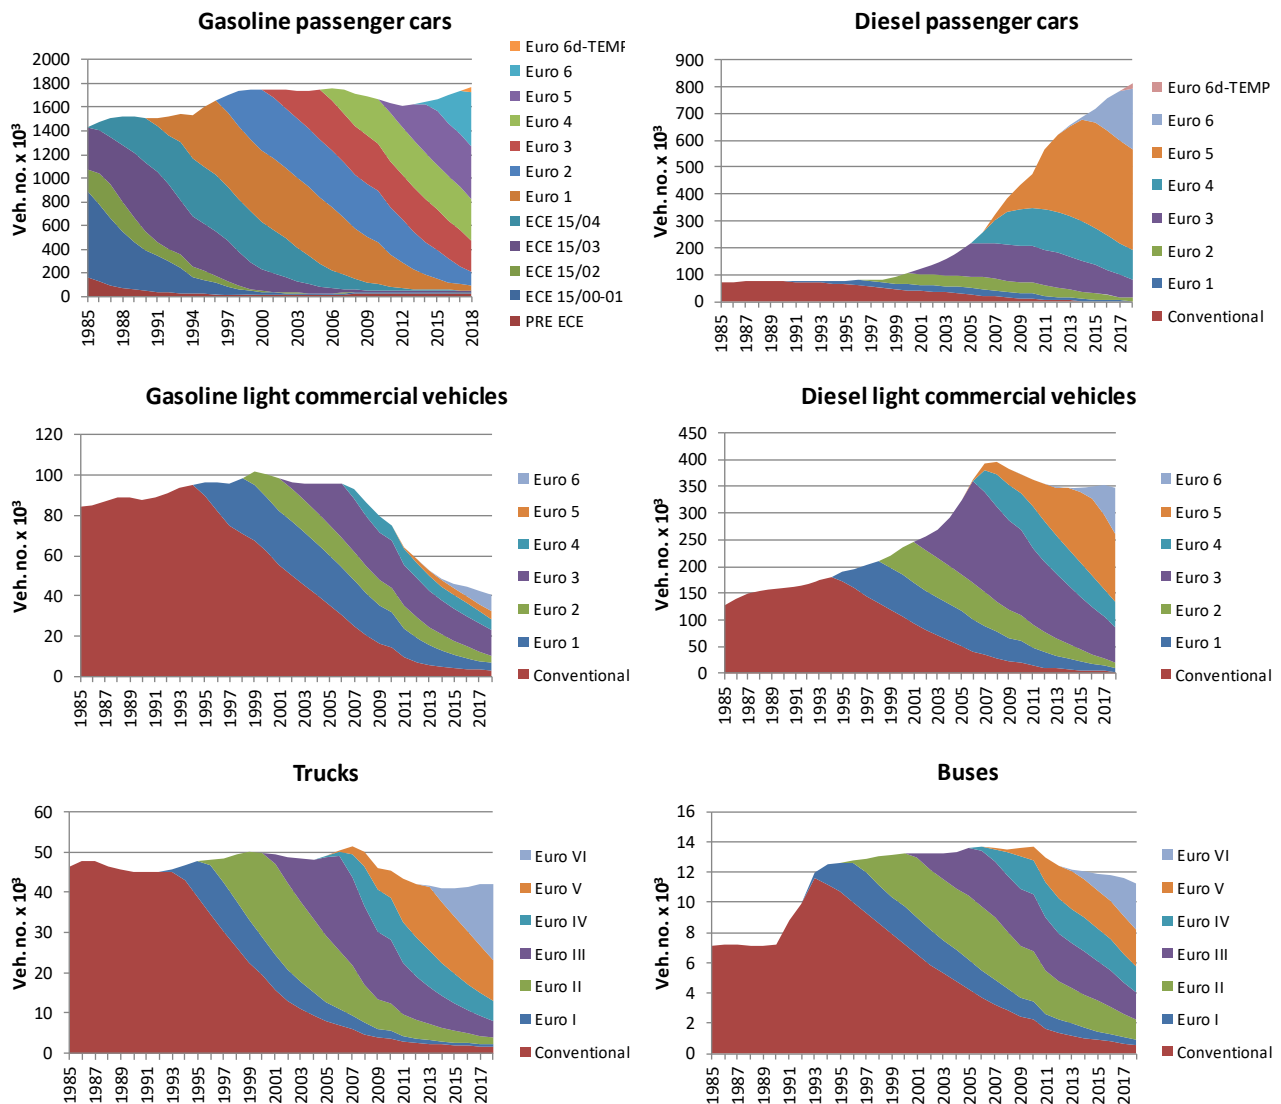 Gasoline passenger cars
Veh. no. x 10³
2000
1800
1600
1400
1200
1000
800
600
400
200
0
1985
1988
1991
1994
1997
2000
2003
2006
2009
2012
2015
2018
Euro 6d-TEMP
Euro 6
Euro 5
Euro 4
Euro 3
Euro 2
Euro 1
ECE 15/04
ECE 15/03
ECE 15/02
ECE 15/00-01
PRE ECE
Diesel passenger cars
Veh. no. x 10³
900
800
700
600
500
400
300
200
100
0
1985
1987
1989
1991
1993
1995
1997
1999
2001
2003
2005
2007
2009
2011
2013
2015
2017
Euro 6d-TEMP
Euro 6
Euro 5
Euro 4
Euro 3
Euro 2
Euro 1
Conventional
Gasoline light commercial vehicles
Veh. no. x 10³
120
100
80
60
40
20
0
1985
1987
1989
1991
1993
1995
1997
1999
2001
2003
2005
2007
2009
2011
2013
2015
2017
Euro 6
Euro 5
Euro 4
Euro 3
Euro 2
Euro 1
Conventional
Diesel light commercial vehicles
Veh. no. x 10³
450
400
350
300
250
200
150
100
50
0
1985
1987
1989
1991
1993
1995
1997
1999
2001
2003
2005
2007
2009
2011
2013
2015
2017
Euro 6
Euro 5
Euro 4
Euro 3
Euro 2
Euro 1
Conventional
Trucks
Veh. no. x 10³
60
50
40
30
20
10
0
1985
1987
1989
1991
1993
1995
1997
1999
2001
2003
2005
2007
2009
2011
2013
2015
2017
Euro VI
Euro V
Euro IV
Euro III
Euro II
Euro I
Conventional
Buses
Veh. no. x 10³
16
14
12
10
8
6
4
2
0
1985
1987
1989
1991
1993
1995
1997
1999
2001
2003
2005
2007
2009
2011
2013
2015
2017
Euro VI
Euro V
Euro IV
Euro III
Euro II
Euro I
Conventional